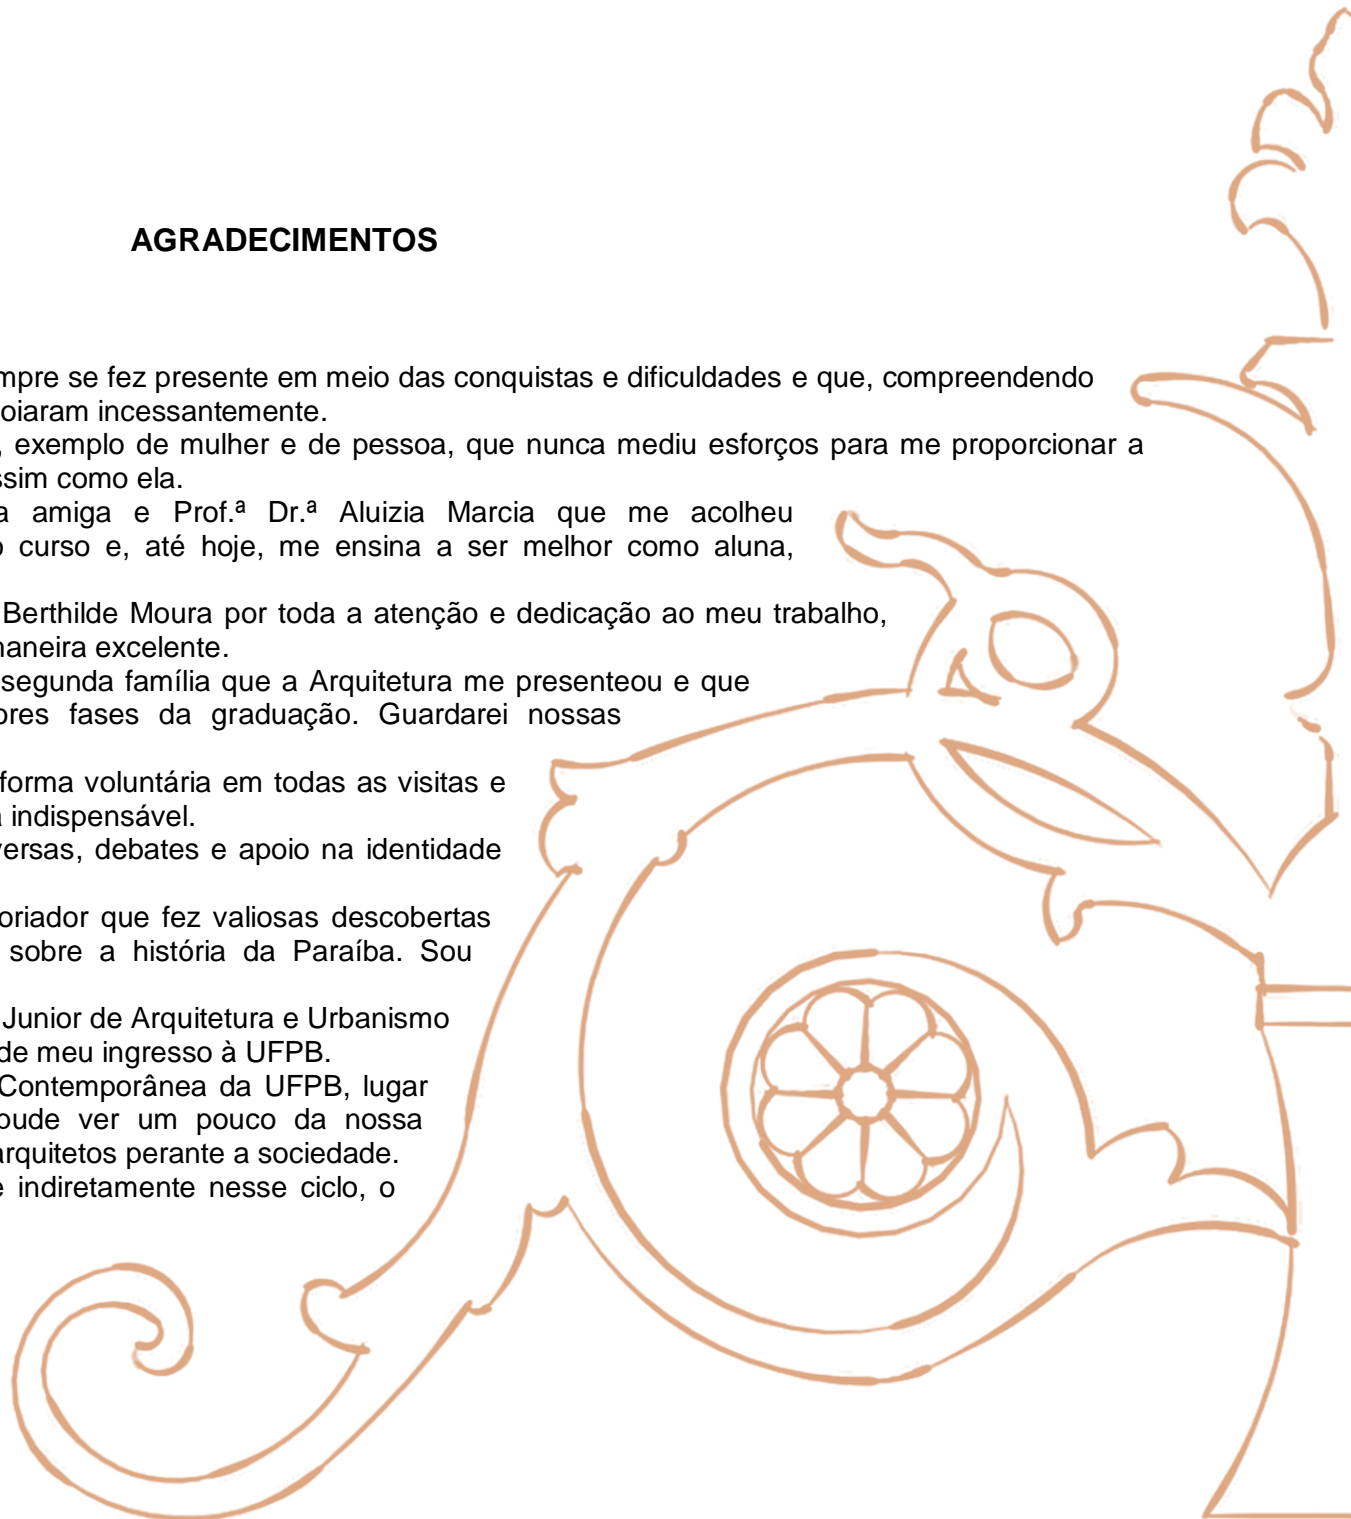 AGRADECIMENTOS
mpre se fez presente em meio das conquistas e dificuldades e que, compreendendo
oiaram incessantemente.
, exemplo de mulher e de pessoa, que nunca mediu esforços para me proporcionar a
ssim como ela.
a amiga e Prof.ª Dr.ª Aluizia Marcia que me acolheu
o curso e, até hoje, me ensina a ser melhor como aluna,
Berthilde Moura por toda a atenção e dedicação ao meu trabalho,
naneira excelente.
segunda família que a Arquitetura me presenteou e que
ores fases da graduação. Guardarei nossas
forma voluntária em todas as visitas e
a indispensável.
versas, debates e apoio na identidade
oriador que fez valiosas descobertas
sobre a história da Paraíba. Sou
Junior de Arquitetura e Urbanismo
de meu ingresso à UFPB.
Contemporânea da UFPB, lugar
oude ver um pouco da nossa
arquitetos perante a sociedade.
e indiretamente nesse ciclo, o